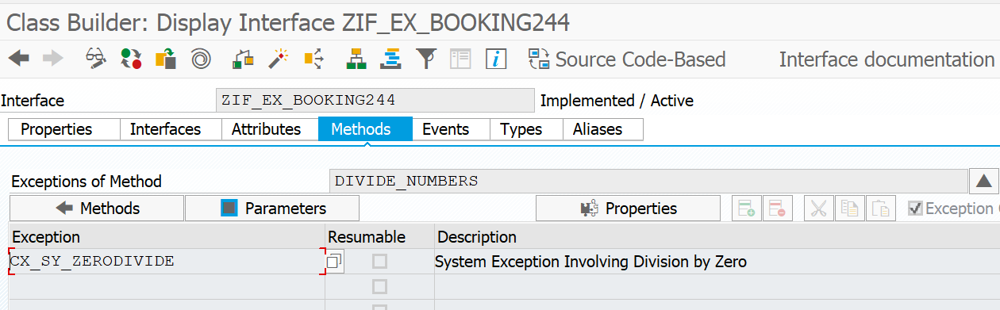 Class Builder: Display Interface ZIF_EX_BOOKING244
Source Code-Based Interface documentation
Interface ZIF_EX_BOOKING244 Implemented / Active
Properties Interfaces Attributes Methods Events Types Aliases
Exceptions of Method DIVIDE_NUMBERS
Methods Parameters Properties Exception
Exception Resumable Description
CX_SY_ZERODIVIDE System Exception Involving Division by Zero